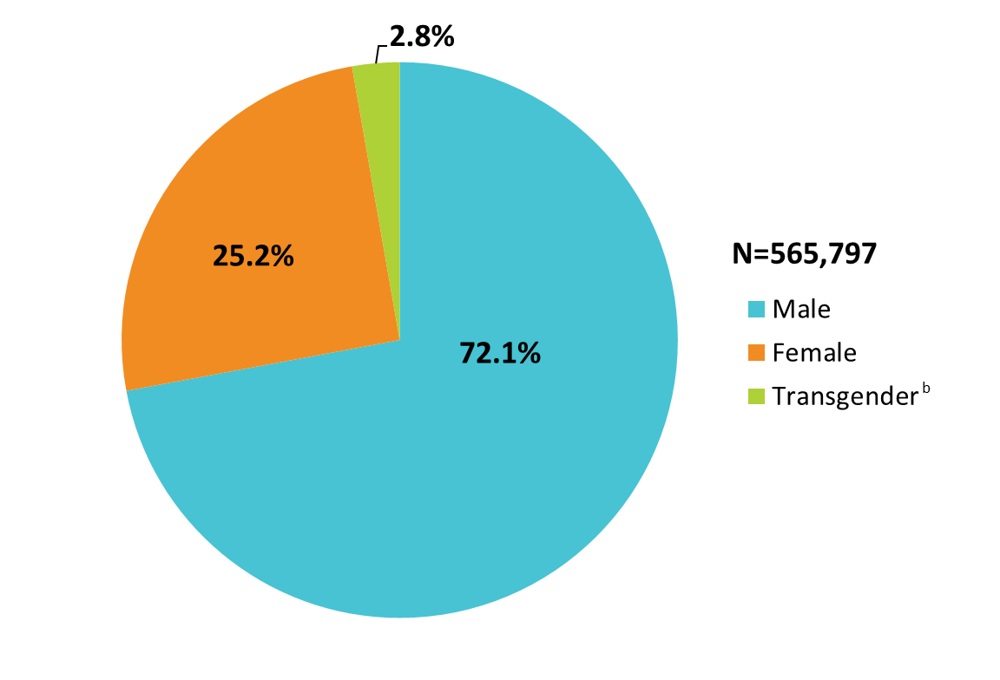 2.8%
25.2%
72.1%
N=565,797
Male
Female
Transgender b